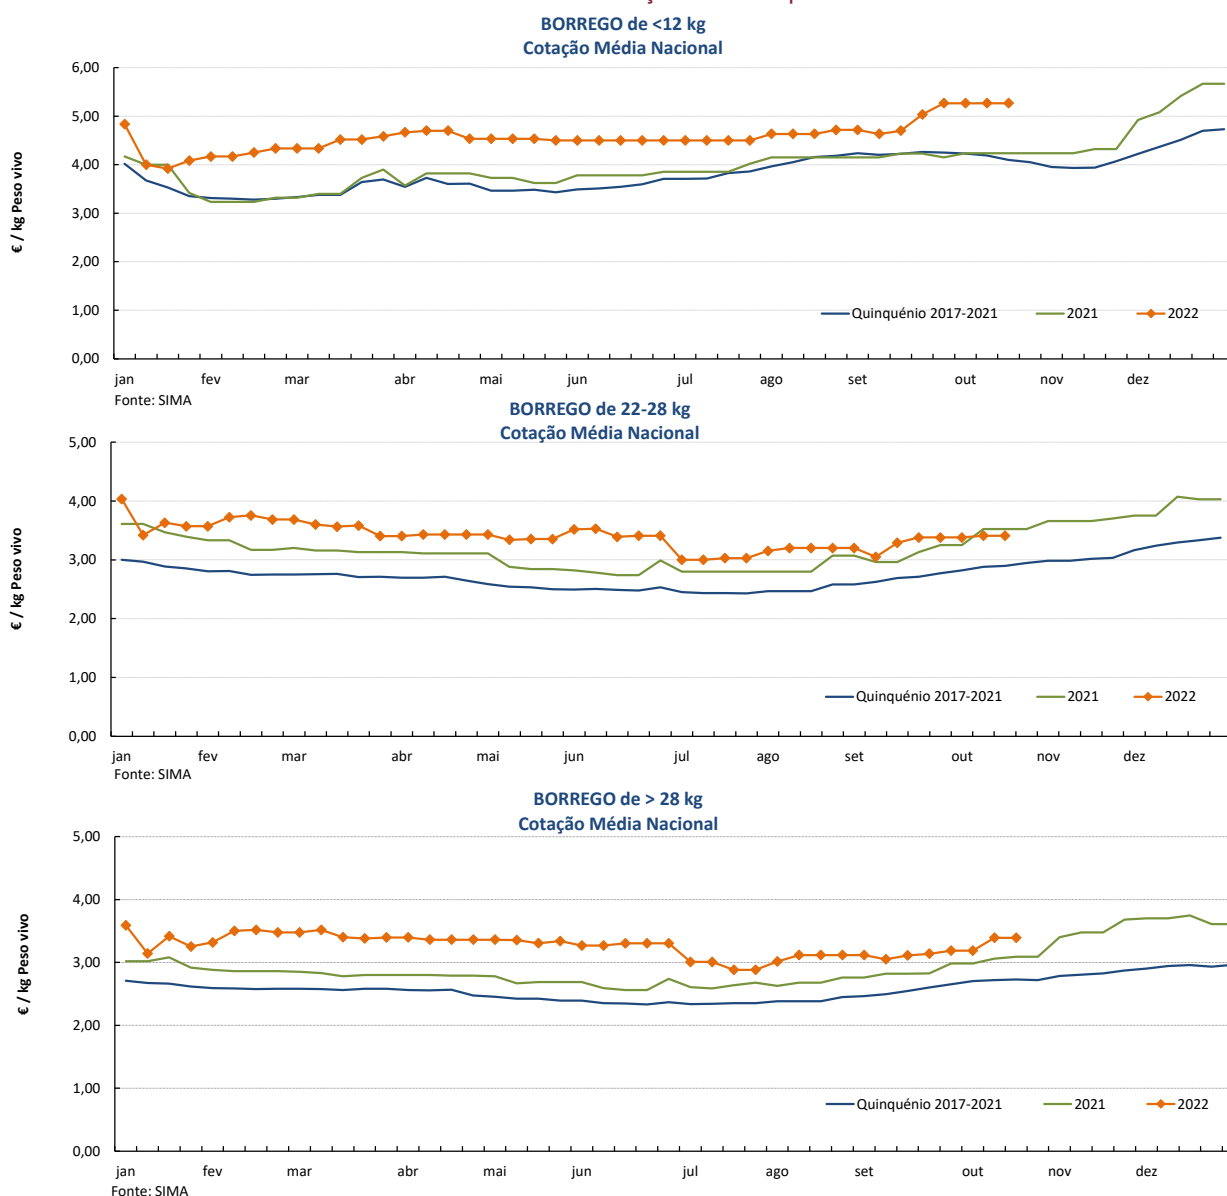 BORREGO de <12 kg
Cotação Média Nacional
6,00
5,00
4,00
3,00
2,00
1,00
0,00
€ / kg Peso vivo
Quinquénio 2017-2021 2021 2022
jan fev mar abr mai jun jul ago set out nov dez
Fonte: SIMA
BORREGO de 22-28 kg
Cotação Média Nacional
5,00
4,00
3,00
2,00
1,00
0,00
€ / kg Peso vivo
Quinquénio 2017-2021 2021 2022
jan fev mar abr mai jun jul ago set out nov dez
Fonte: SIMA
BORREGO de > 28 kg
Cotação Média Nacional
5,00
4,00
3,00
2,00
1,00
0,00
€ / kg Peso vivo
Quinquénio 2017-2021 2021 2022
jan fev mar abr mai jun jul ago set out nov dez
Fonte: SIMA